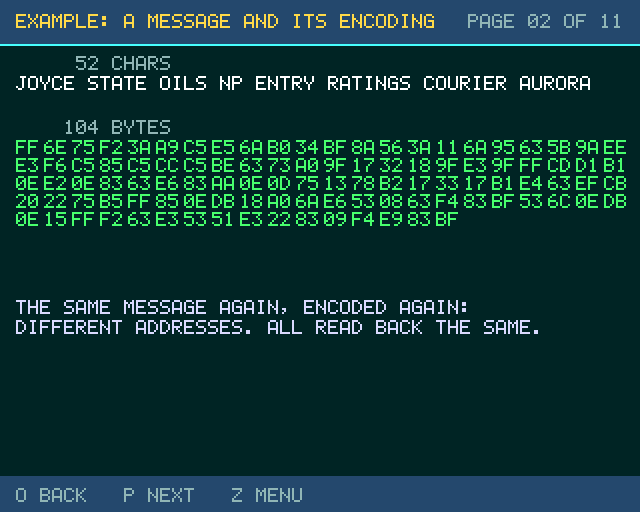 EXAMPLE: A MESSAGE AND ITS ENCODING PAGE 02 OF 11
52 CHARS
JOYCE STATE OILS NP ENTRY RATINGS COURIER AURORA
104 BYTES
FF 6E 75 F2 3A A9 C5 E5 6A B0 34 BF 8A 56 3A 11 6A 95 63 5B 9A EE
E3 F6 C5 85 C5 CC C5 BE 63 73 A0 9F 17 32 18 9F E3 9F FF CD D1 B1
0E E2 0E 83 63 E6 83 AA 0E 0D 75 13 78 B2 17 33 17 B1 E4 63 EF CB
20 22 75 B5 FF 85 0E DB 18 A0 6A E6 53 08 63 F4 83 BF 53 6C 0E DB
0E 15 FF F2 63 E3 53 51 E3 22 83 09 F4 E9 83 BF
THE SAME MESSAGE AGAIN, ENCODED AGAIN:
DIFFERENT ADDRESSES. ALL READ BACK THE SAME.
O BACK P NEXT Z MENU